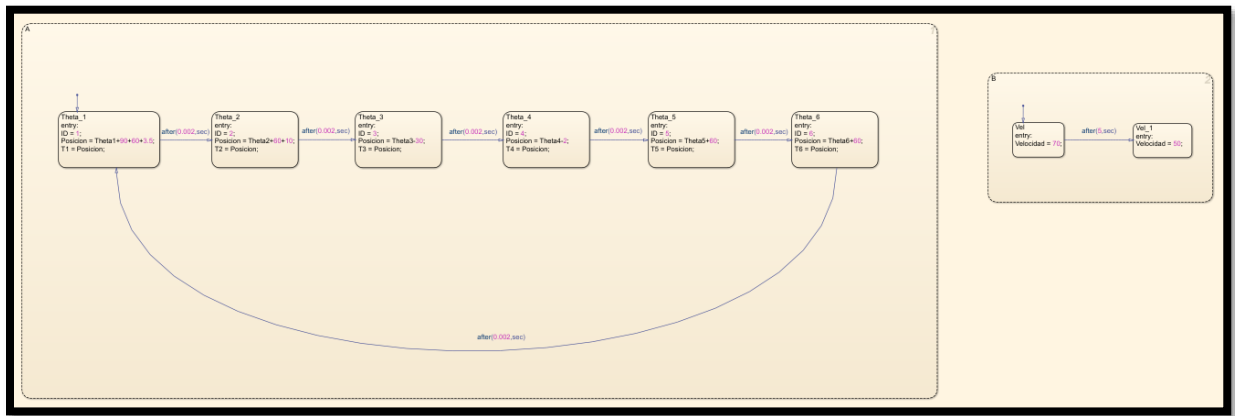 A
1
Theta_1
entry:
ID = 1;
Posicion = Theta1+90+60+3.5;
T1 = Posicion;
after(0.002,sec)
Theta_2
entry:
ID = 2;
Posicion = Theta2+60+10;
T2 = Posicion;
after(0.002,sec)
Theta_3
entry:
ID = 3;
Posicion = Theta3-30;
T3 = Posicion;
after(0.002,sec)
Theta_4
entry:
ID = 4;
Posicion = Theta4-2;
T4 = Posicion;
after(0.002,sec)
Theta_5
entry:
ID = 5;
Posicion = Theta5+60;
T5 = Posicion;
after(0.002,sec)
Theta_6
entry:
ID = 6;
Posicion = Theta6+60;
T6 = Posicion;
after(0.002,sec)
B
2
Vel
entry:
Velocidad = 70;
after(5,sec)
Vel_1
entry:
Velocidad = 50;